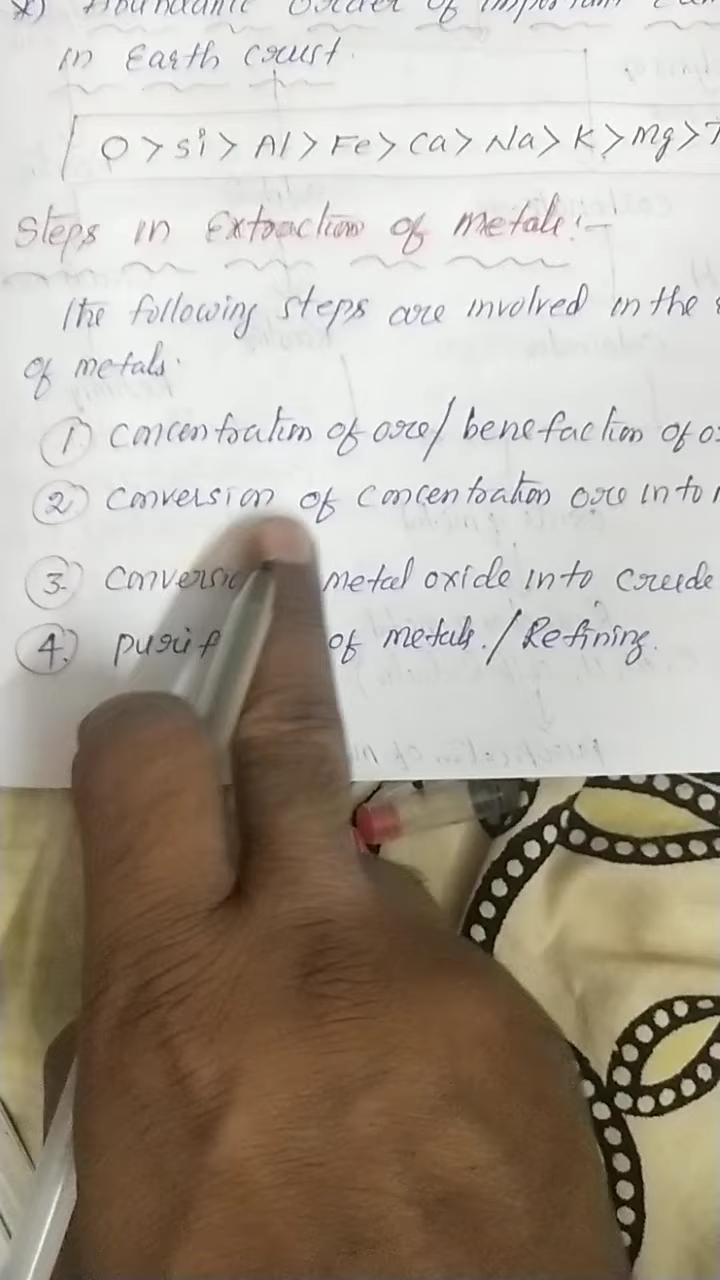 in Earth crust.
O > Si > Al > Fe > Ca > Na > K > Mg >
Steps in Extraction of metals:-
The following steps are involved in the
of metals.
1. Concentration of ore/ benefaction of
2. Conversion of Concentration ore into
3. metal oxide into crude
4. of metals./Refining.